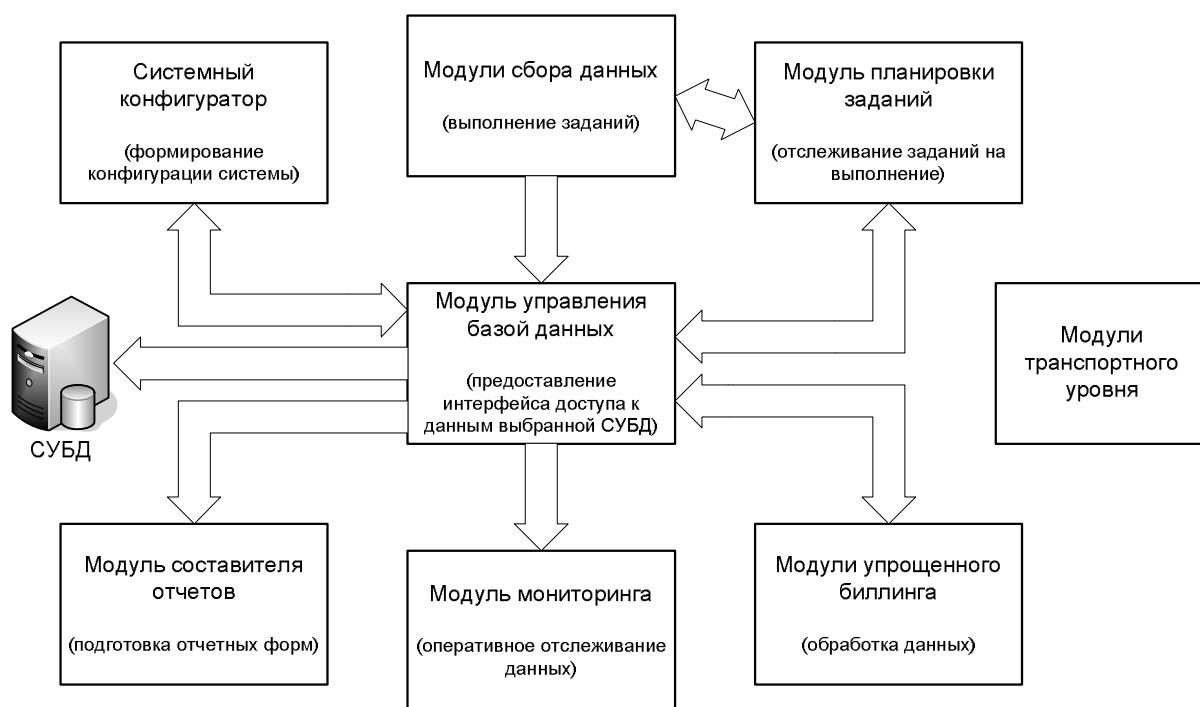 Системный
конфигуратор
(формирование
конфигурации системы)
Модули сбора данных
(выполнение заданий)
Модуль планировки
заданий
(отслеживание заданий на
выполнение)
СУБД
Модуль управления
базой данных
(предоставление
интерфейса доступа к
данным выбранной СУБД)
Модули
транспортного
уровня
Модуль составителя
отчетов
(подготовка отчетных форм)
Модуль мониторинга
(оперативное отслеживание
данных)
Модули упрощенного
биллинга
(обработка данных)